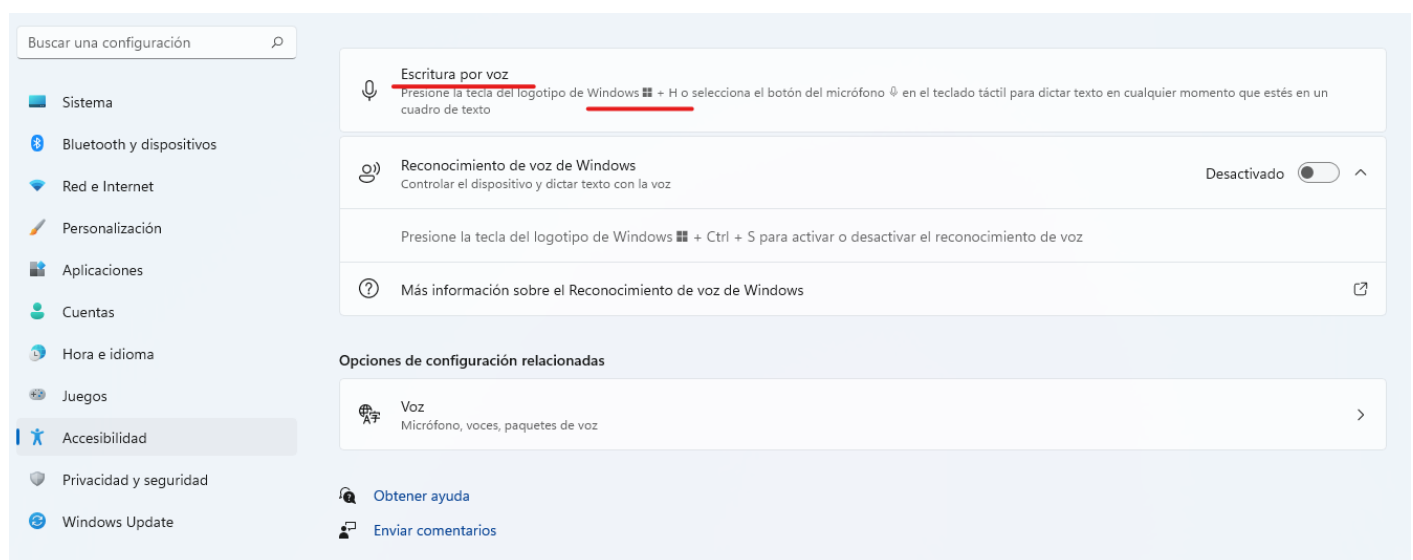 Buscar una configuración
Sistema
Bluetooth y dispositivos
Red e Internet
Personalización
Aplicaciones
Cuentas
Hora e idioma
Juegos
Accesibilidad
Privacidad y seguridad
Windows Update
Escritura por voz
Presione la tecla del logotipo de Windows + H o selecciona el botón del micrófono en el teclado táctil para dictar texto en cualquier momento que estés en un
cuadro de texto
Reconocimiento de voz de Windows
Controlar el dispositivo y dictar texto con la voz
Desactivado
Presione la tecla del logotipo de Windows + Ctrl + S para activar o desactivar el reconocimiento de voz
Más información sobre el Reconocimiento de voz de Windows
Opciones de configuración relacionadas
Voz
Micrófono, voces, paquetes de voz
Obtener ayuda
Enviar comentarios